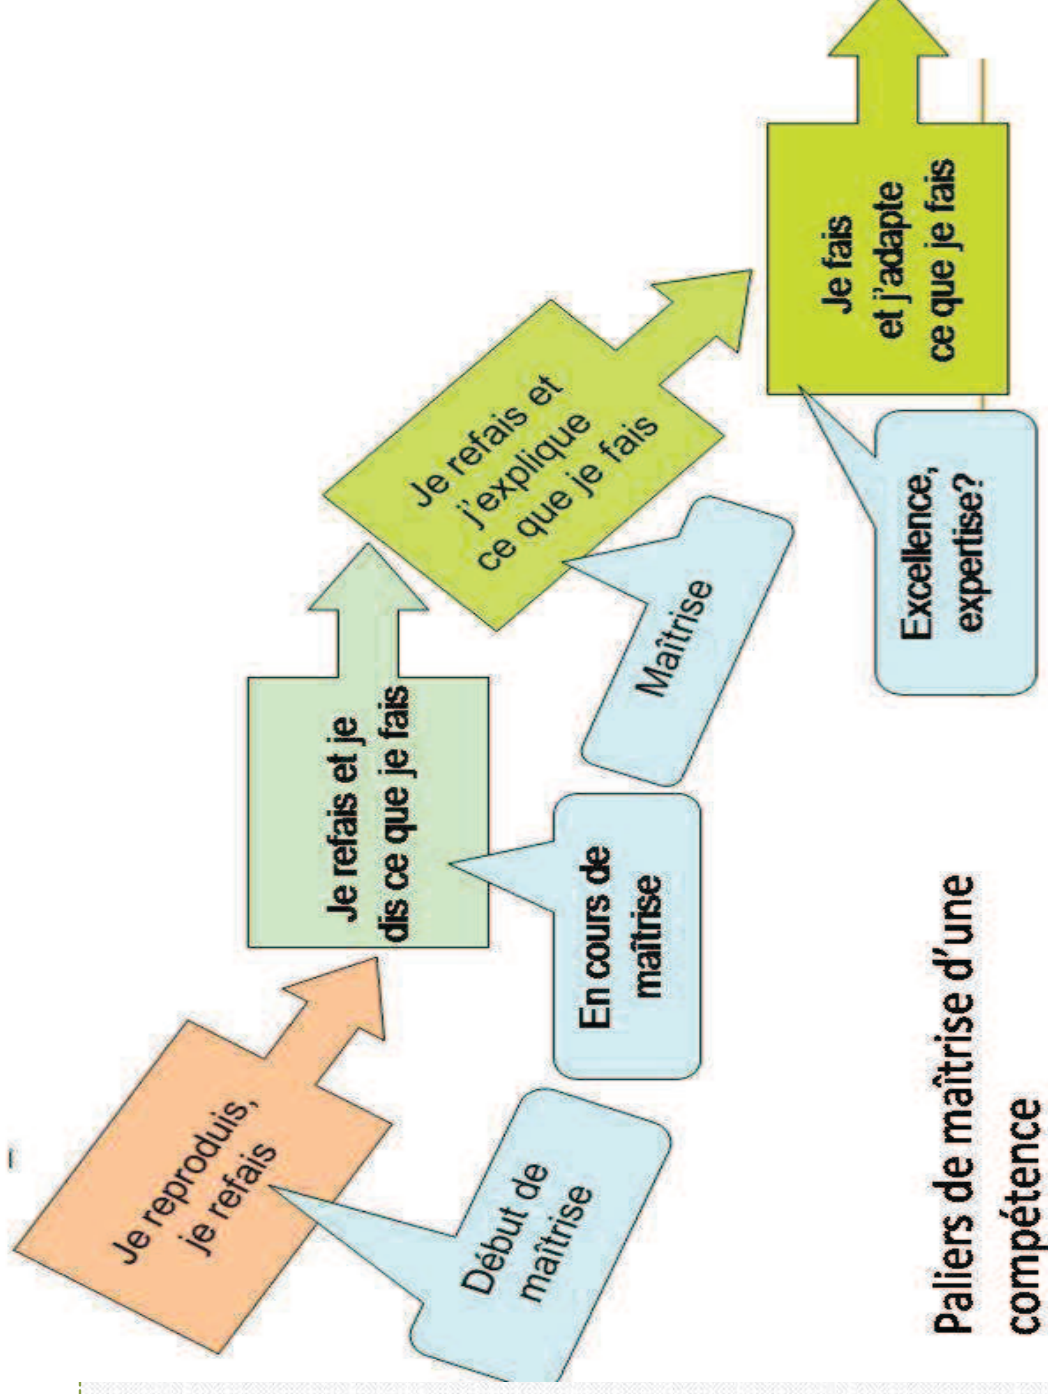 Je reproduis,
je refais
Début de
maîtrise
Je refais et je
dis ce que je fais
En cours de
maîtrise
Je refais et
j'explique
ce que je fais
Maîtrise
Je fais
et j'adapte
ce que je fais
Excellence,
expertise?
Paliers de maîtrise d'une
compétence